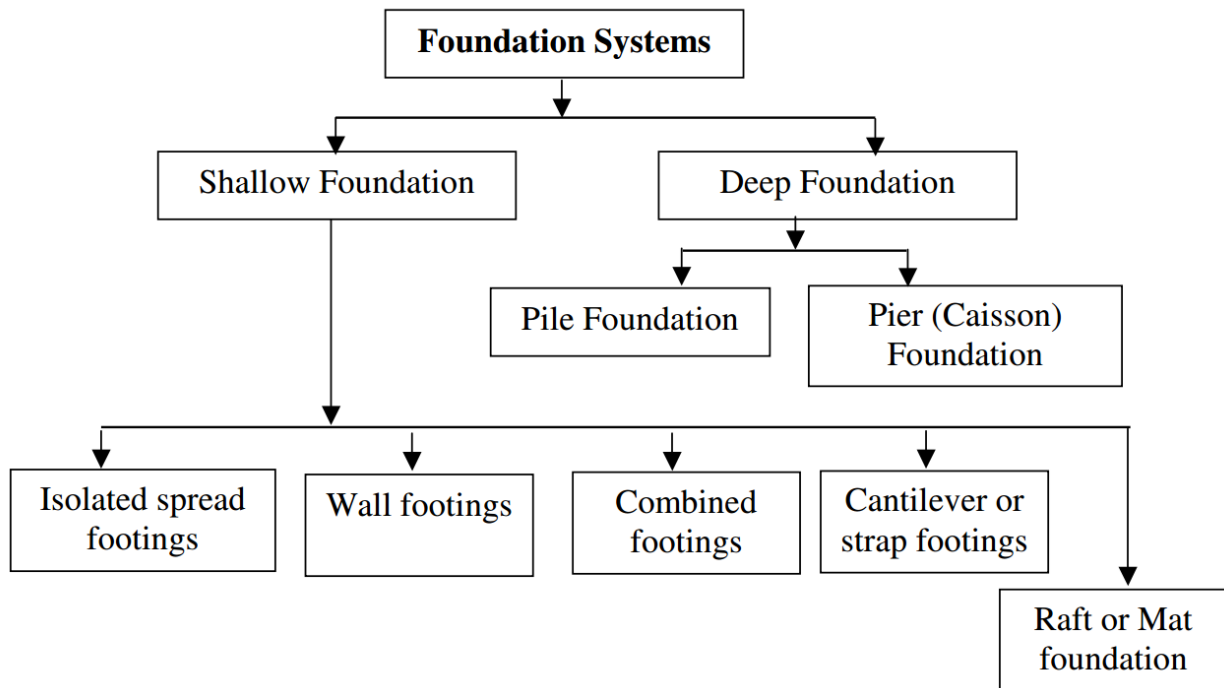 Foundation Systems
Shallow Foundation
Deep Foundation
Pile Foundation
Pier (Caisson)
Foundation
Isolated spread
footings
Wall footings
Combined
footings
Cantilever or
strap footings
Raft or Mat
foundation